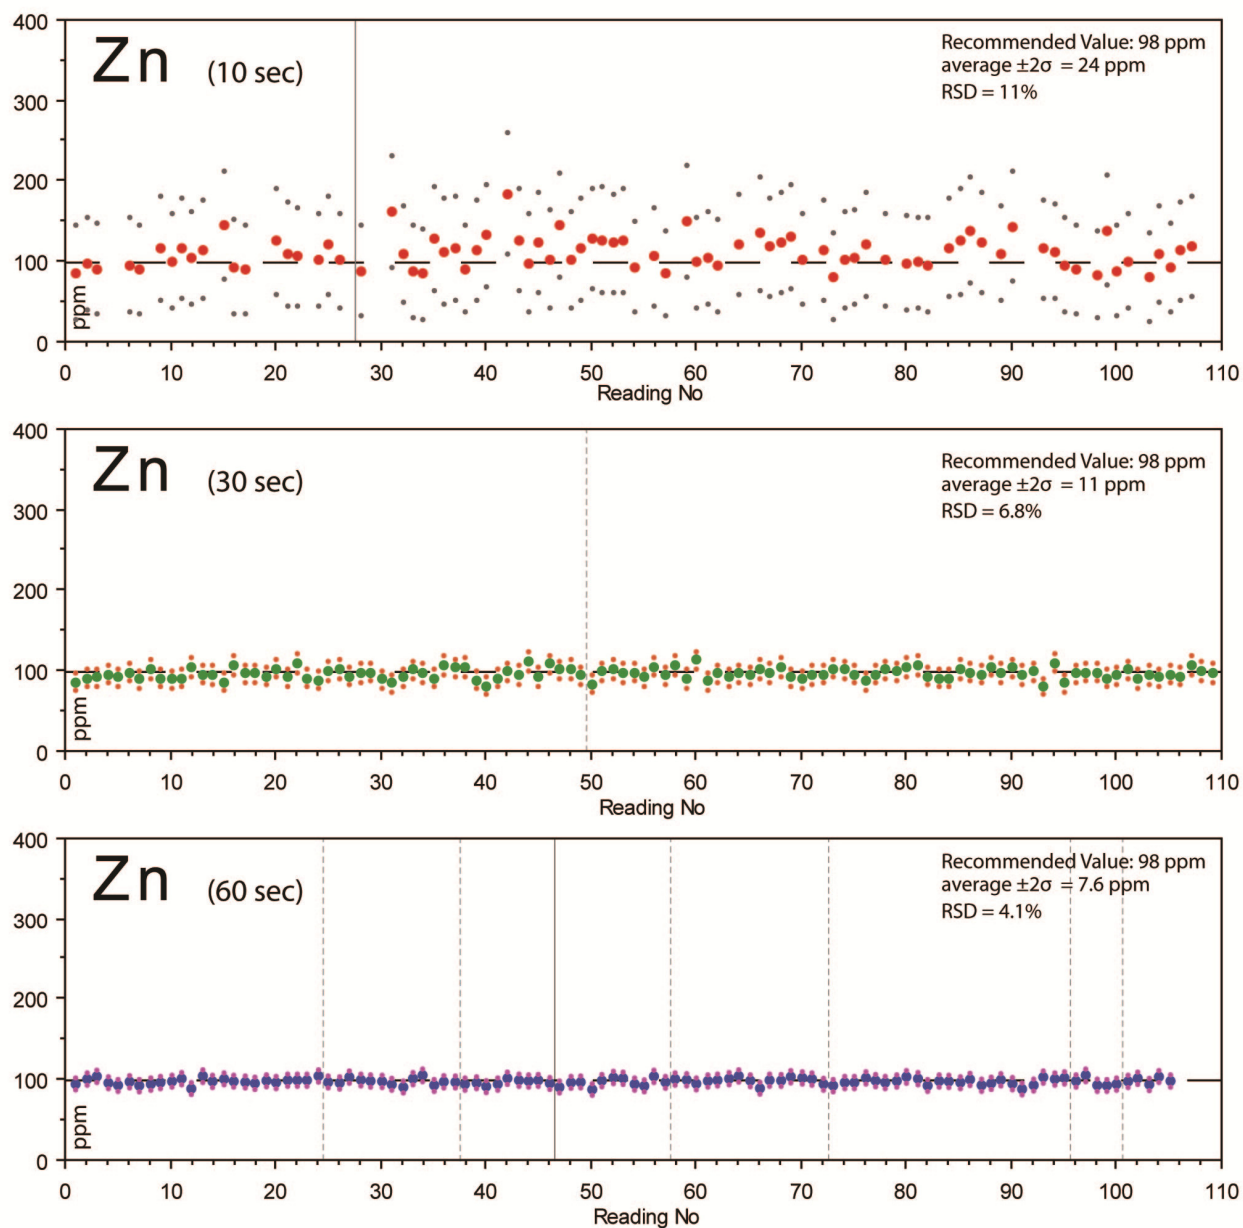 400
Zn (10 sec)
Recommended Value: 98 ppm
average ±2σ = 24 ppm
RSD = 11%
300
200
100
ppm
0
0 10 20 30 40 50 60 70 80 90 100 110
Reading No
400
Zn (30 sec)
Recommended Value: 98 ppm
average ±2σ = 11 ppm
RSD = 6.8%
300
200
100
ppm
0
0 10 20 30 40 50 60 70 80 90 100 110
Reading No
400
Zn (60 sec)
Recommended Value: 98 ppm
average ±2σ = 7.6 ppm
RSD = 4.1%
300
200
100
ppm
0
0 10 20 30 40 50 60 70 80 90 100 110
Reading No